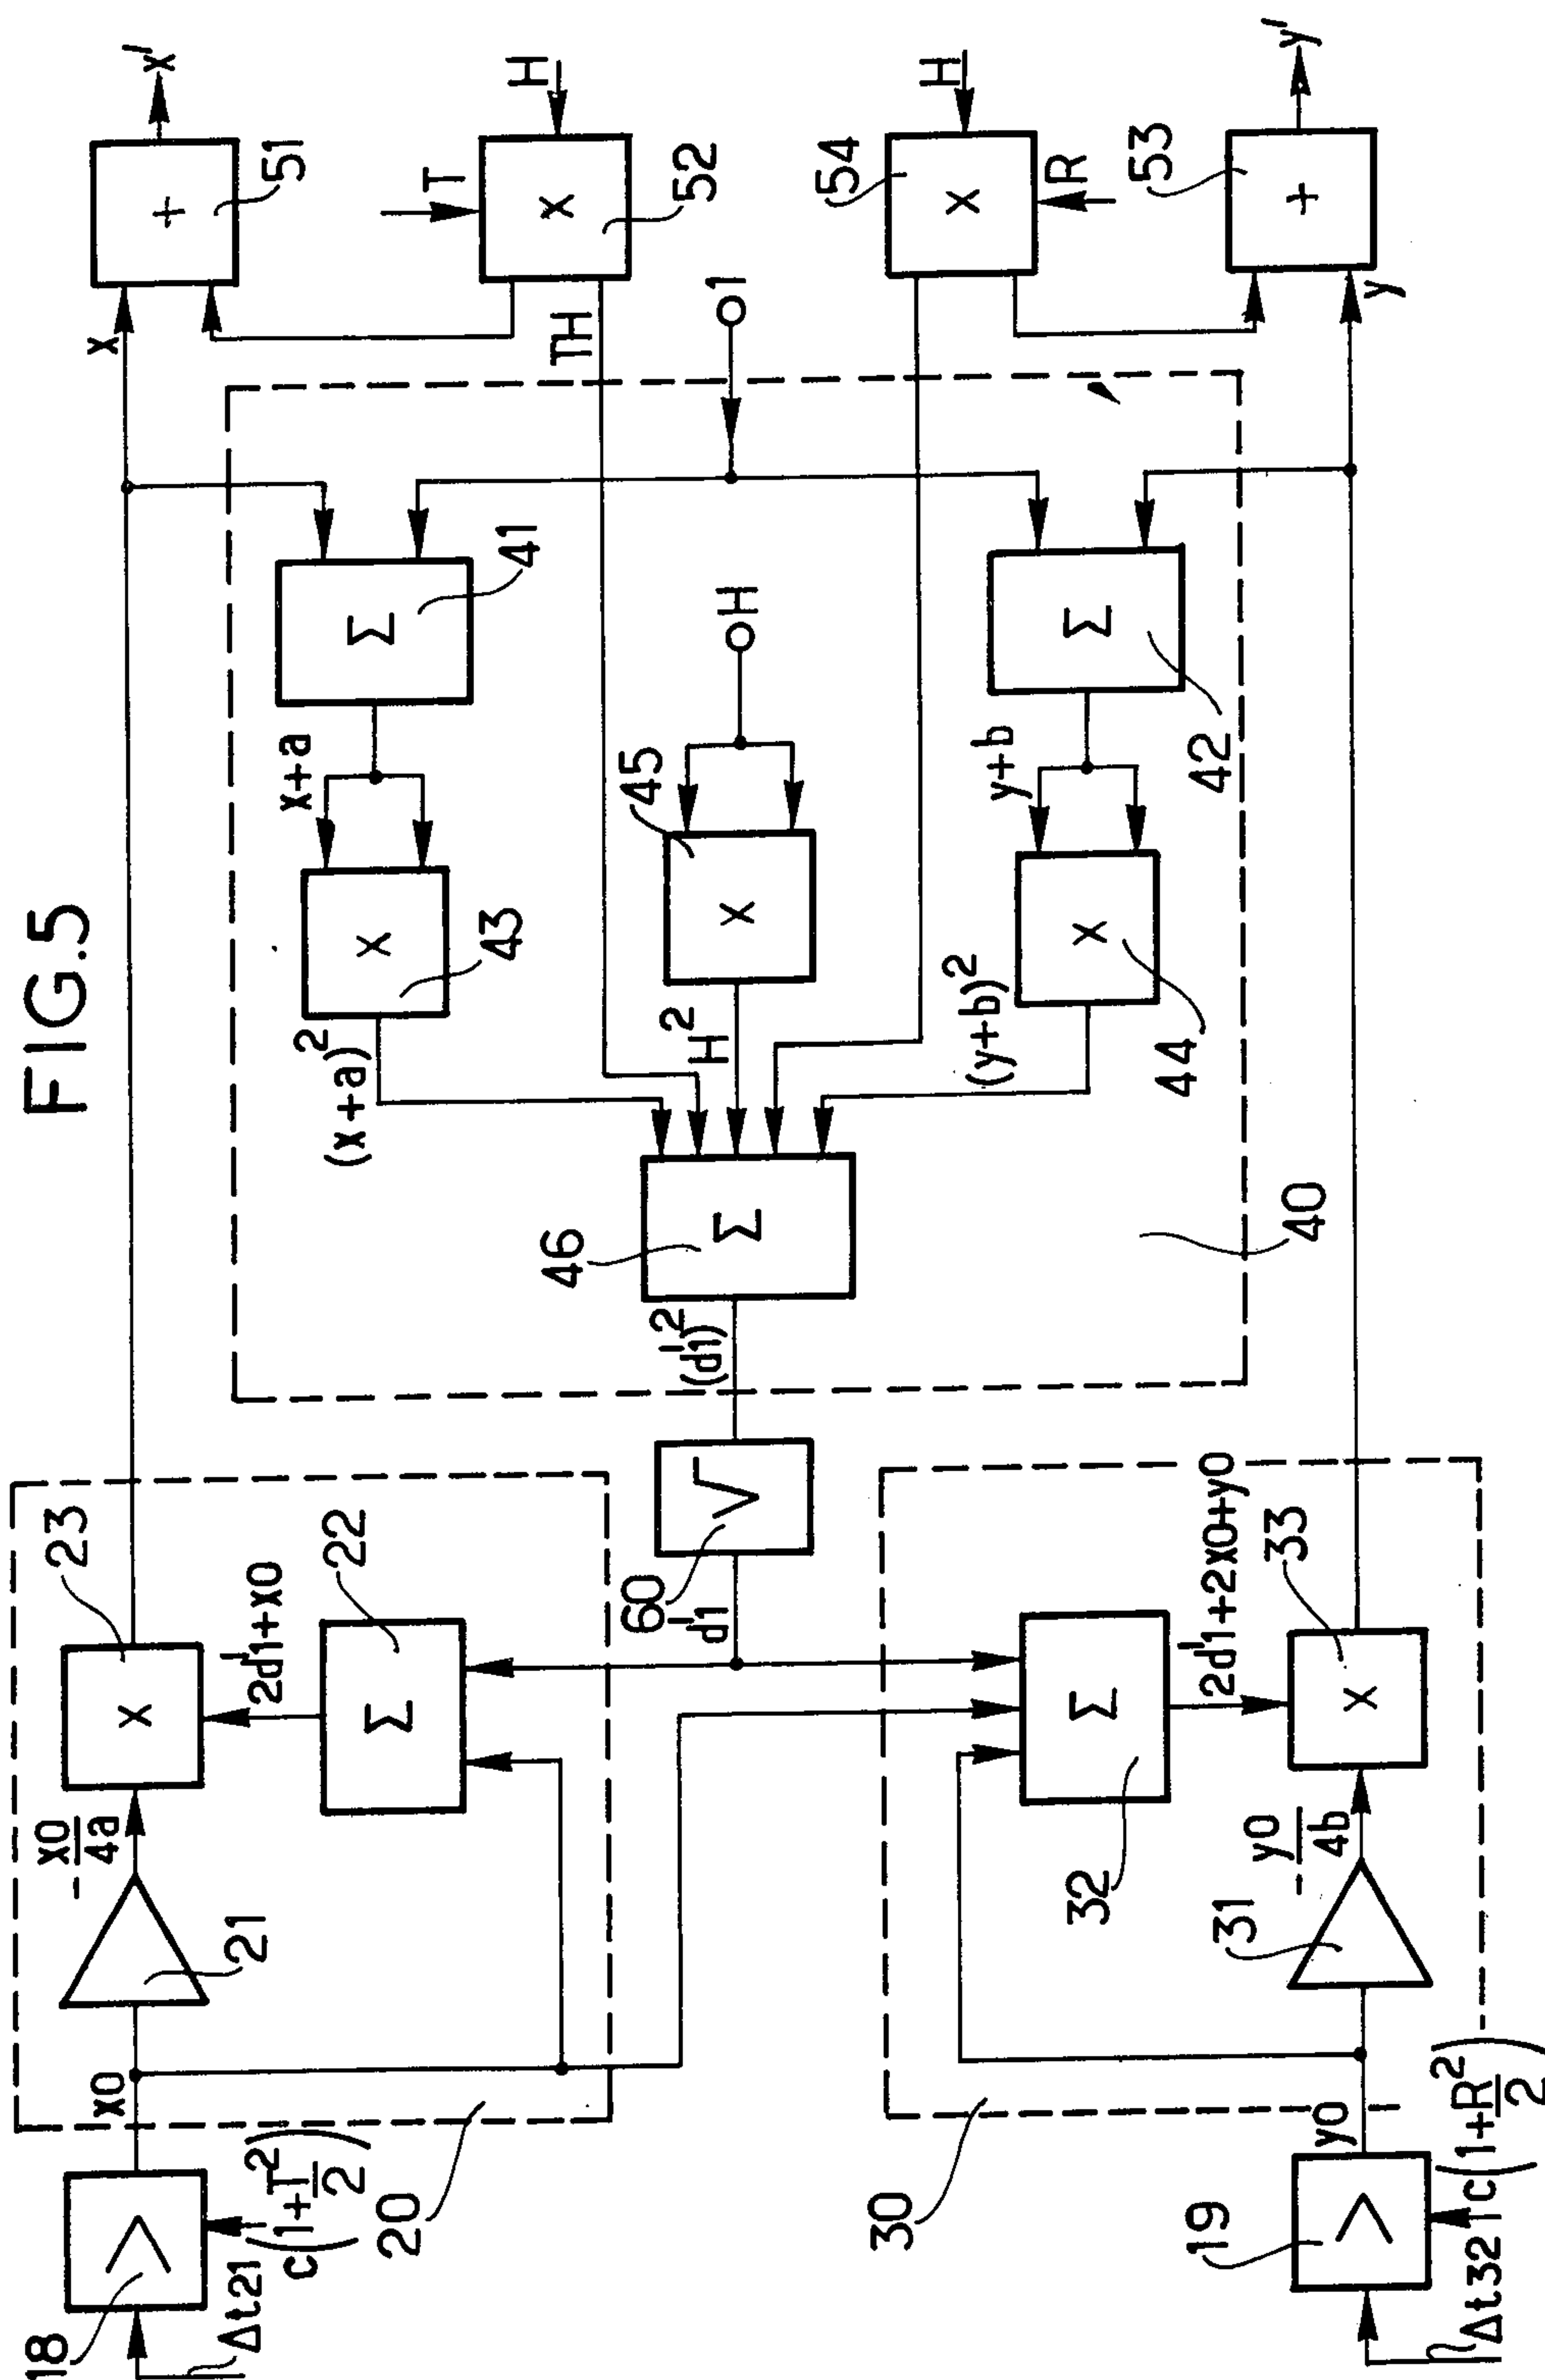 FIG.5
18
Δt21
c(1+T²/2)
x0
20
21
-x0/4a
x
23
2d'1+x0
Σ
22
19
Δt32
c(1+R²/2)
y0
30
31
-y0/4b
x
33
2d'1+2x0+y0
Σ
32
d'1
60
√
(d'1)²
40
46
Σ
(x+a)²
H²
(y+b)²
x
43
x
45
x
44
x+a
H
y+b
Σ
41
Σ
42
1
TH
x
+
51
x'
T
H
x
52
54
x
H
R
53
+
y
y'